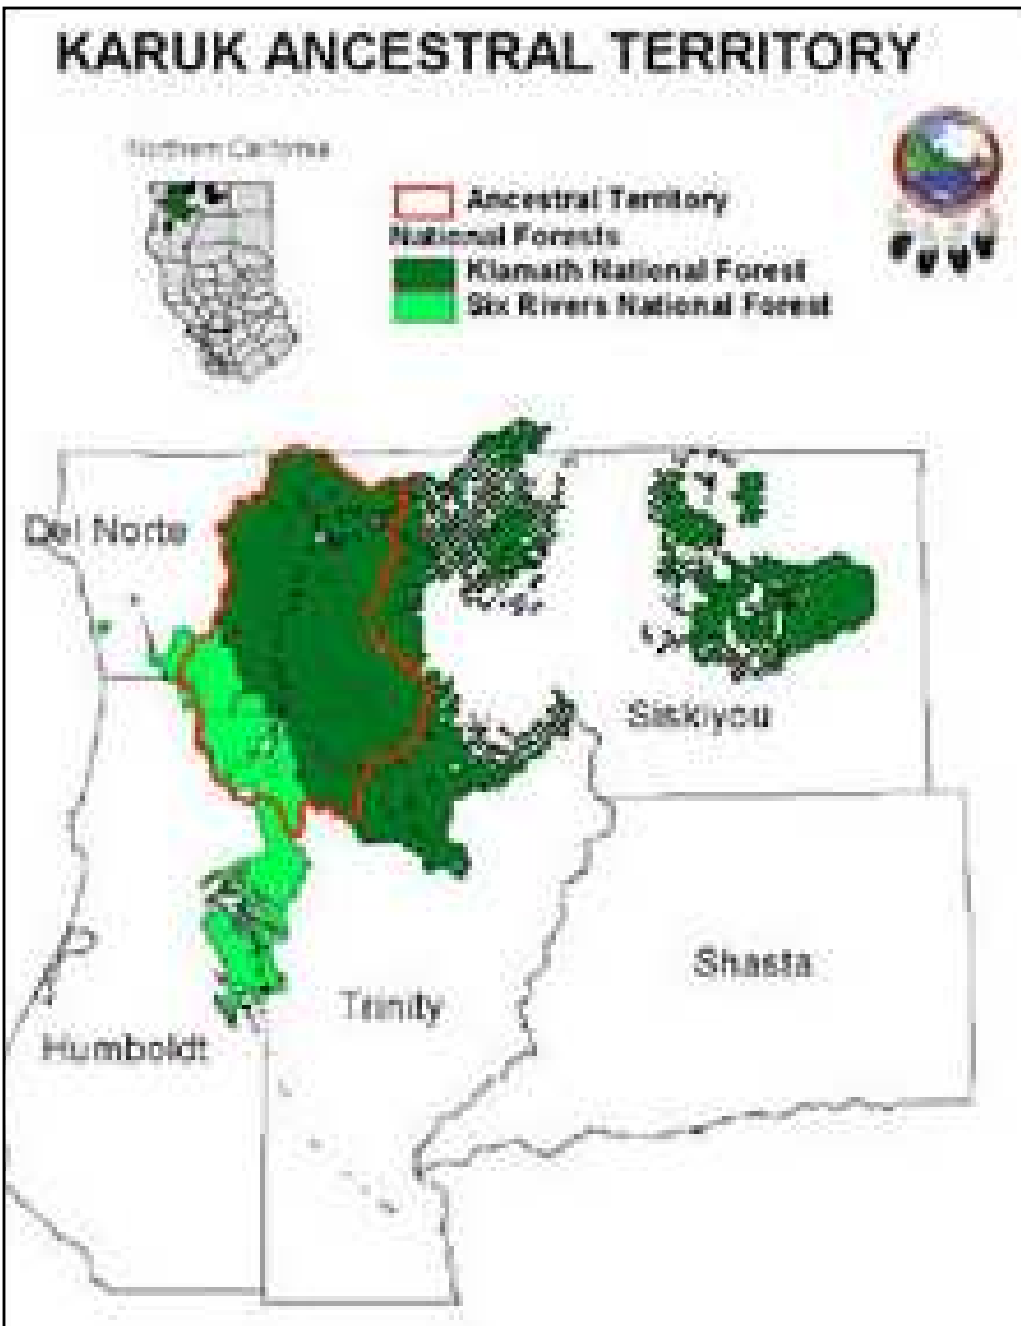 KARUK ANCESTRAL TERRITORY
Northern California
Ancestral Territory
National Forests
Klamath National Forest
Six Rivers National Forest
Del Norte
Siskiyou
Shasta
Trinity
Humboldt